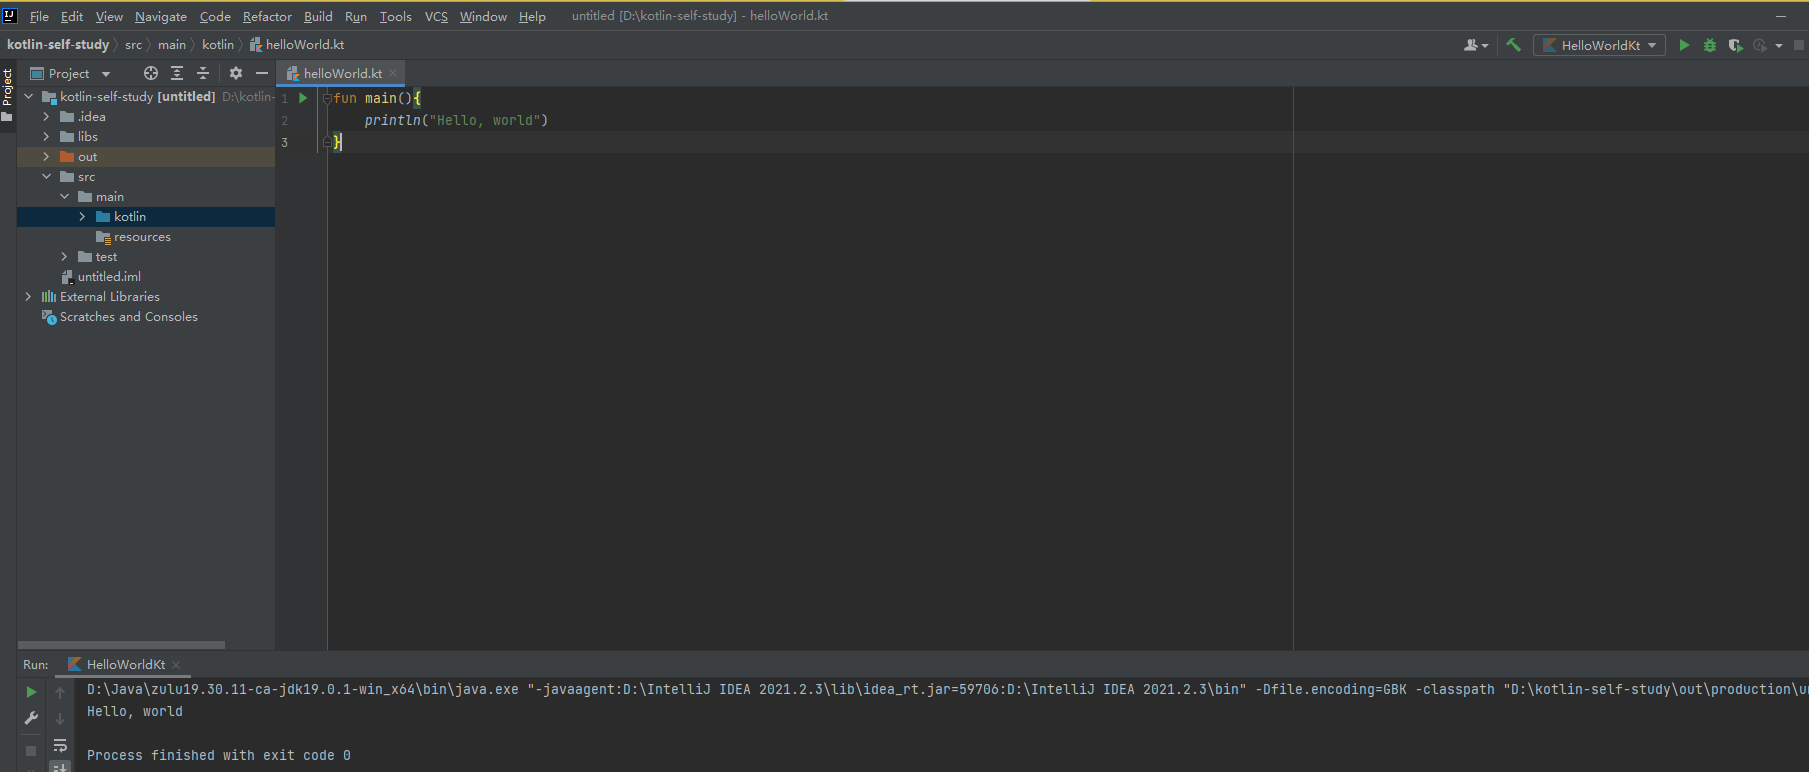 File Edit View Navigate Code Refactor Build Run Tools VCS Window Help untitled [D:\kotlin-self-study] - helloWorld.kt
kotlin-self-study src main kotlin helloWorld.kt HelloWorldKt
Project
Project helloWorld.kt
kotlin-self-study [untitled] D:\kotlin-
.idea
libs
out
src
main
kotlin
resources
test
untitled.iml
External Libraries
Scratches and Consoles
1 fun main(){
2 println("Hello, world")
3 }
Run: HelloWorldKt
D:\Java\zulu19.30.11-ca-jdk19.0.1-win_x64\bin\java.exe "-javaagent:D:\IntelliJ IDEA 2021.2.3\lib\idea_rt.jar=59706:D:\IntelliJ IDEA 2021.2.3\bin" -Dfile.encoding=GBK -classpath "D:\kotlin-self-study\out\production\un
Hello, world
Process finished with exit code 0